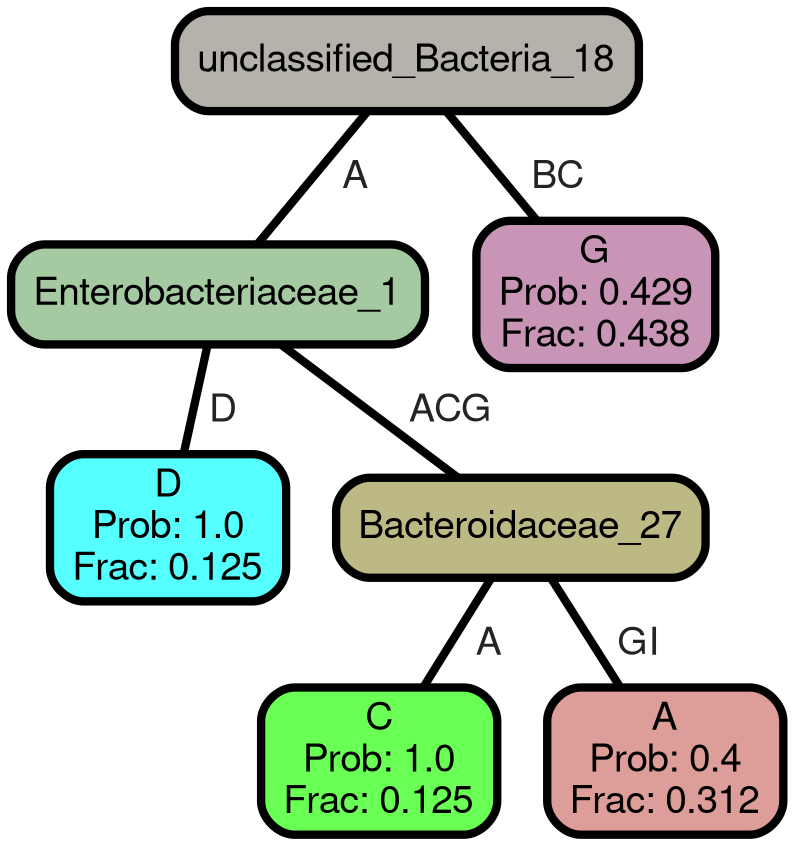 unclassified_Bacteria_18
A
BC
G
Prob: 0.429
Frac: 0.438
Enterobacteriaceae_1
D
ACG
D
Prob: 1.0
Frac: 0.125
Bacteroidaceae_27
A
GI
C
Prob: 1.0
Frac: 0.125
A
Prob: 0.4
Frac: 0.312